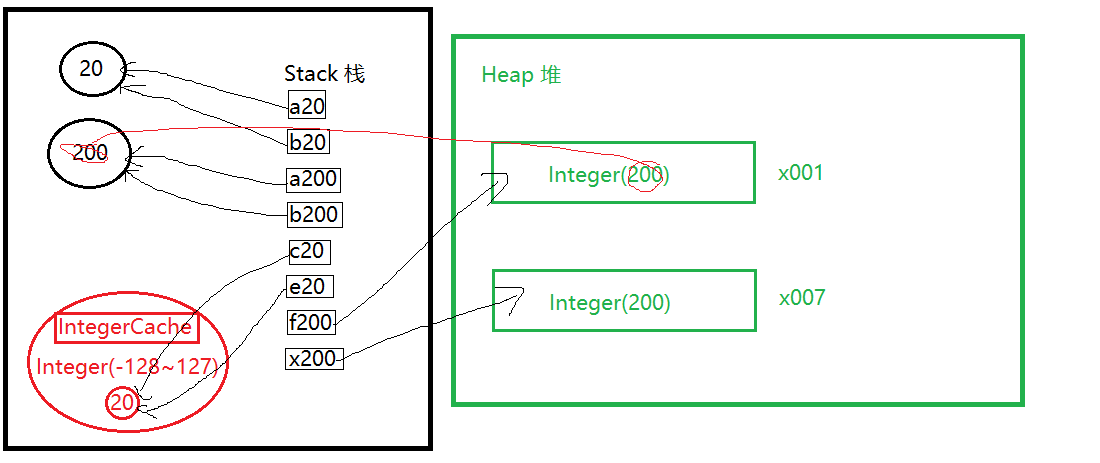 20
200
Stack 栈
a20
b20
a200
b200
c20
e20
f200
x200
IntegerCache
Integer(-128~127)
20
Heap 堆
Integer(200)
x001
Integer(200)
x007